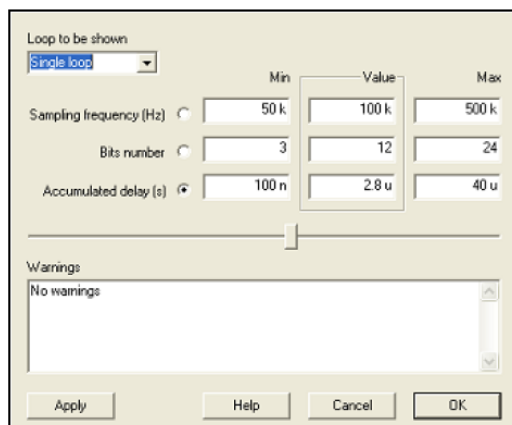 Loop to be shown
Single loop
Min Value Max
Sampling frequency (Hz) 50 k 100 k 500 k
Bits number 3 12 24
Accumulated delay (s) 100 n 2.8 u 40 u
Warnings
No warnings
Apply Help Cancel OK